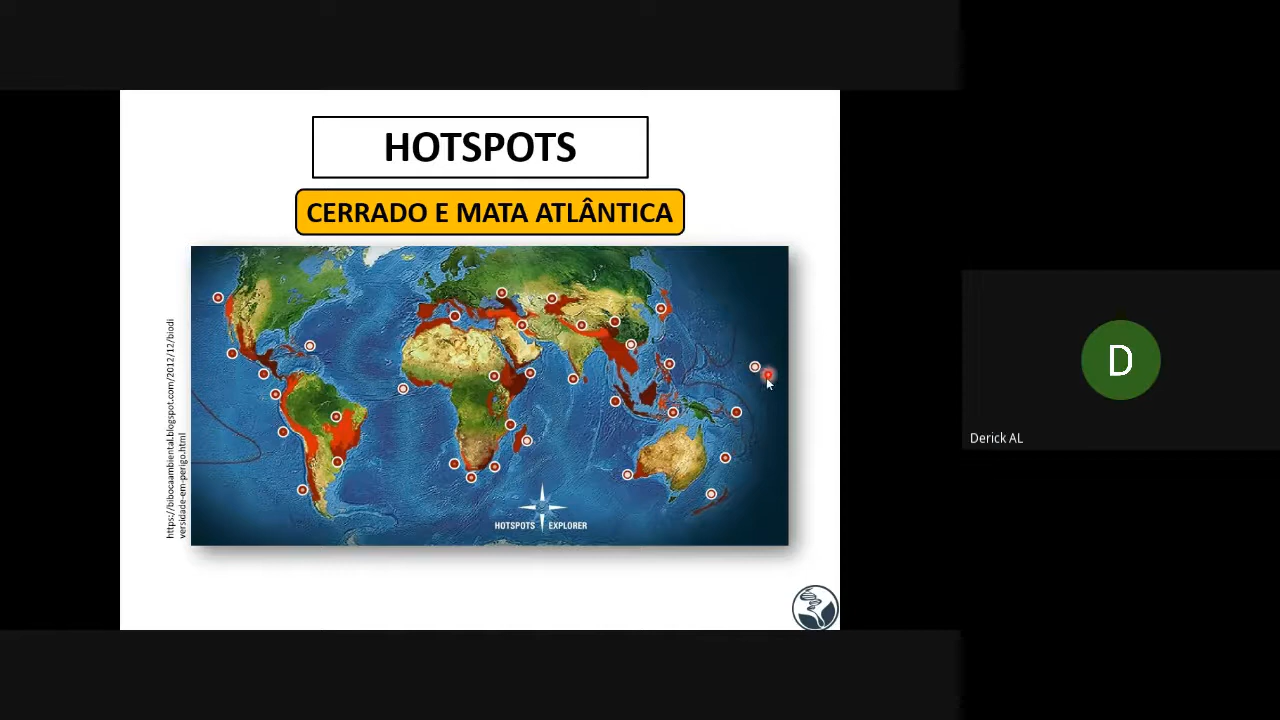 HOTSPOTS
CERRADO E MATA ATLÂNTICA
https://bibocaambiental.blogspot.com/2012/12/biodi
versidade-em-perigo.html
HOTSPOTS EXPLORER
D
Derick AL